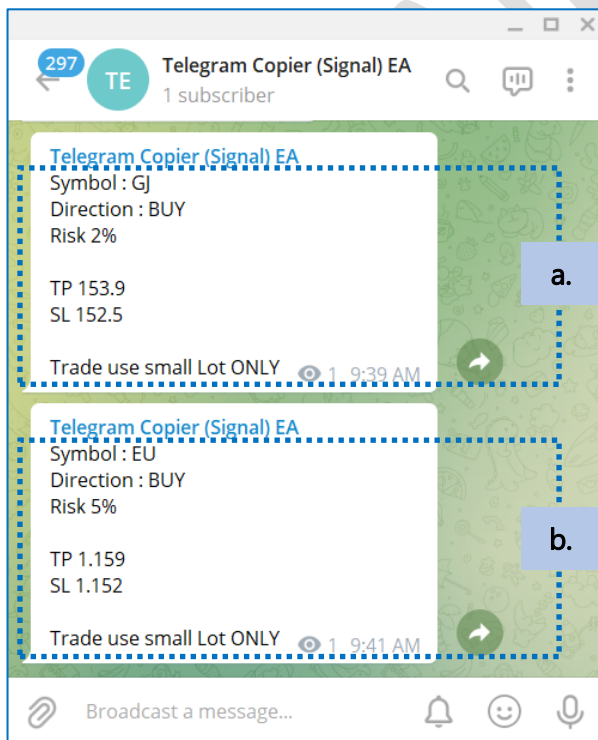 297
TE
Telegram Copier (Signal) EA
1 subscriber
Telegram Copier (Signal) EA
Symbol : GJ
Direction : BUY
Risk 2%
TP 153.9
SL 152.5
Trade use small Lot ONLY 1 9:39 AM
a.
Telegram Copier (Signal) EA
Symbol : EU
Direction : BUY
Risk 5%
TP 1.159
SL 1.152
Trade use small Lot ONLY 1 9:41 AM
b.
Broadcast a message...